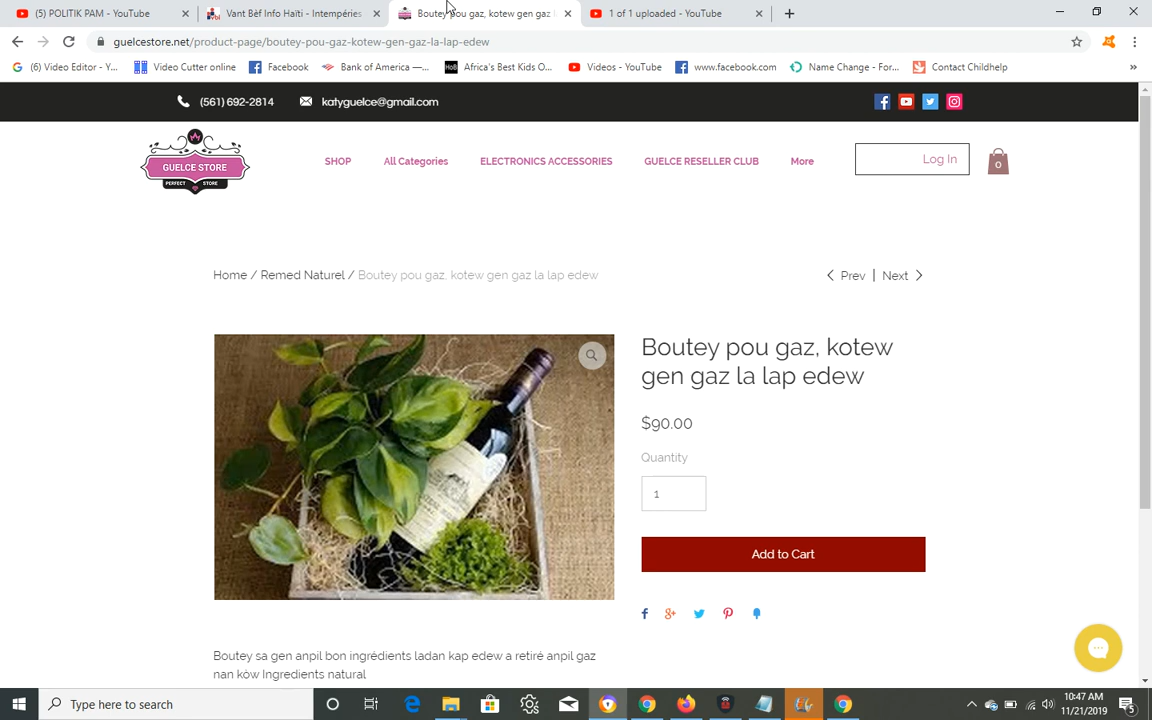 (5) POLITIK PAM - YouTube
Vant Bèf Info Haïti - Intempéries
Boutey pou gaz, kotew gen gaz l
1 of 1 uploaded - YouTube
guelcestore.net/product-page/boutey-pou-gaz-kotew-gen-gaz-la-lap-edew
(6) Video Editor - Y...
Video Cutter online
Facebook
Bank of America —...
Africa's Best Kids O...
Videos - YouTube
www.facebook.com
Name Change - For...
Contact Childhelp
(561) 692-2814
katyguelce@gmail.com
GUELCE STORE
PERFECT STORE
SHOP
All Categories
ELECTRONICS ACCESSORIES
GUELCE RESELLER CLUB
More
Log In
0
Home / Remed Naturel / Boutey pou gaz, kotew gen gaz la lap edew
Prev | Next
Boutey pou gaz, kotew
gen gaz la lap edew
$90.00
Quantity
1
Add to Cart
Boutey sa gen anpil bon ingrédients ladan kap edew a retiré anpil gaz
nan kòw Ingredients natural
Type here to search
10:47 AM
11/21/2019
5